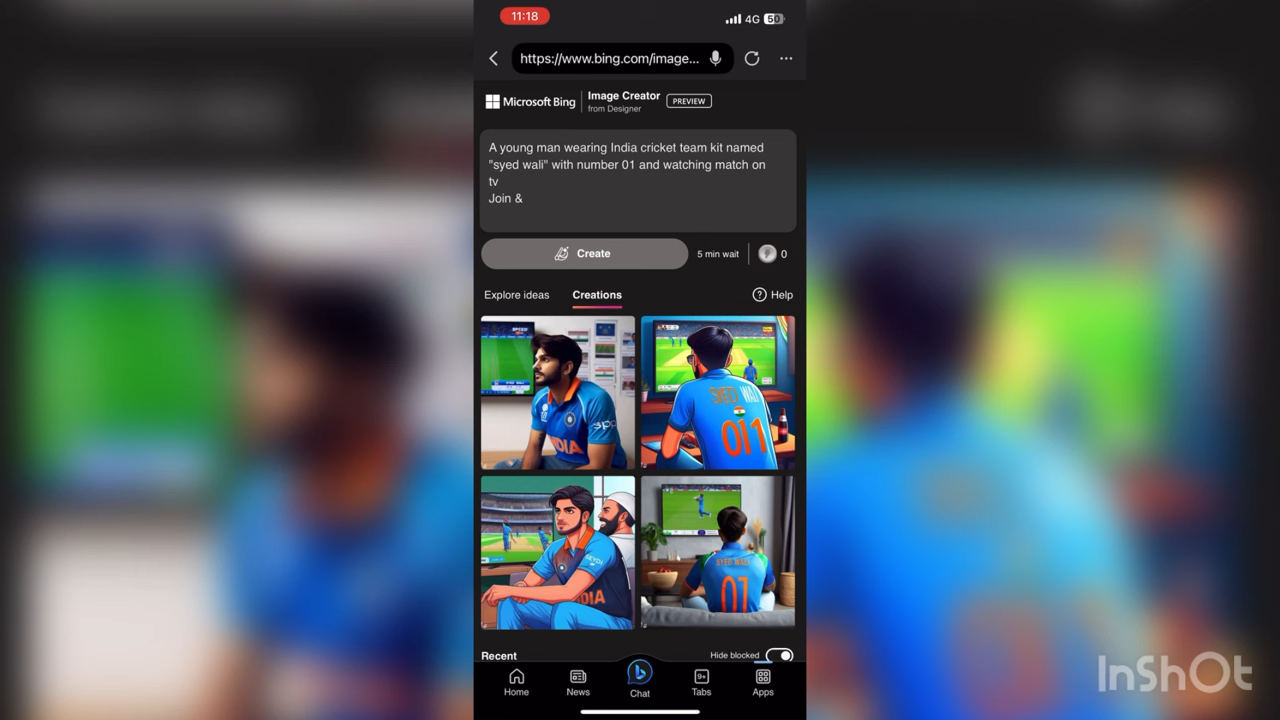 11:18
4G
50
https://www.bing.com/image...
Microsoft Bing
Image Creator
from Designer
PREVIEW
A young man wearing India cricket team kit named
"syed wali" with number 01 and watching match on
tv
Join &
Create
5 min wait
0
Explore ideas
Creations
Help
SYED WALI
011
INDIA
SYED WALI
01
Recent
Hide blocked
Home
News
Chat
9+
Tabs
Apps
InShOt